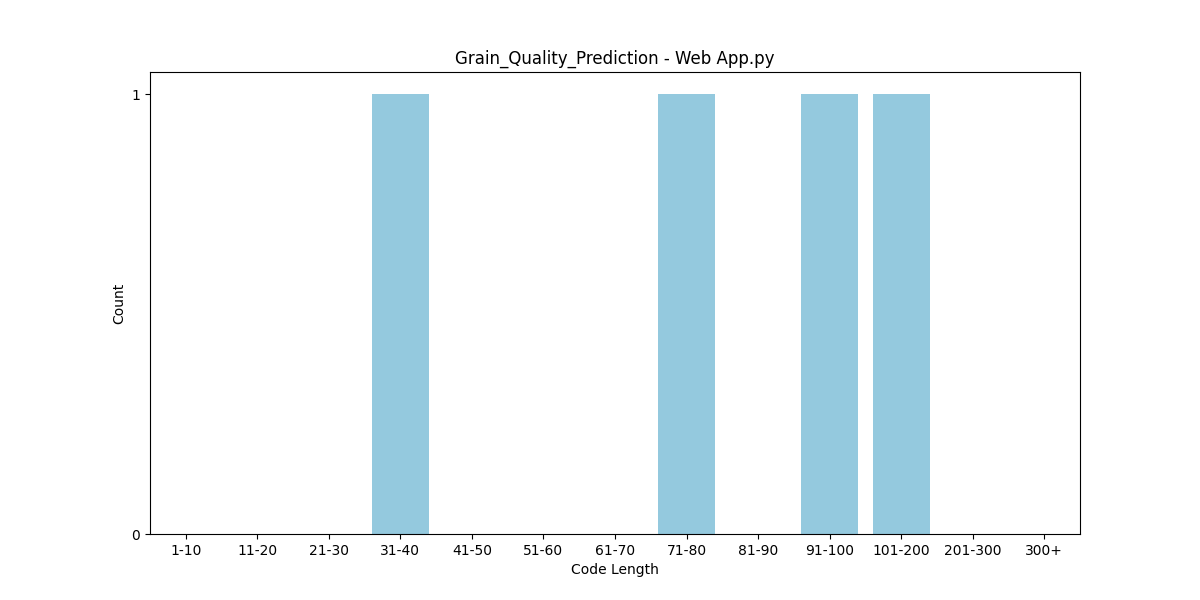 Grain_Quality_Prediction - Web App.py
1
Count
0
1-10 11-20 21-30 31-40 41-50 51-60 61-70 71-80 81-90 91-100 101-200 201-300 300+
Code Length